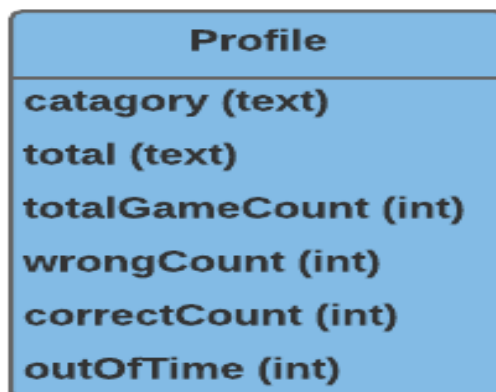 Profile
catagory (text)
total (text)
totalGameCount (int)
wrongCount (int)
correctCount (int)
outOfTime (int)